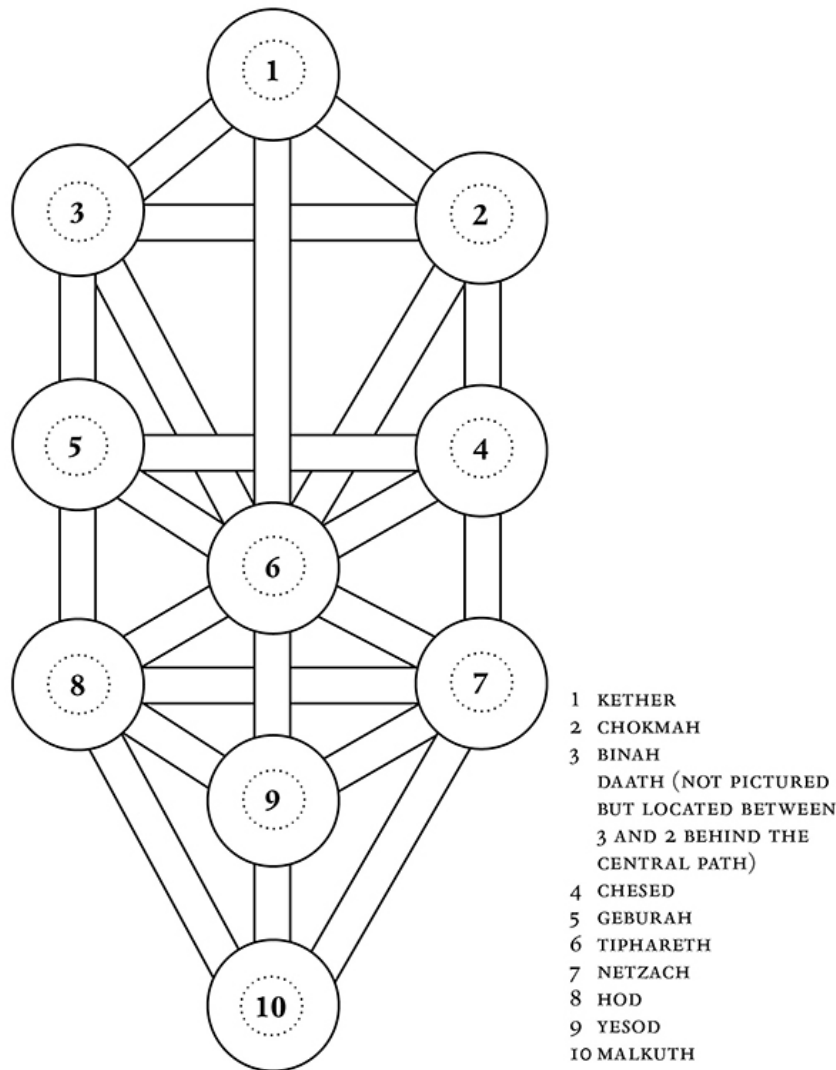 1
3
2
5
4
6
8
7
9
10
1 KETHER
2 CHOKMAH
3 BINAH
DAATH (NOT PICTURED
BUT LOCATED BETWEEN
3 AND 2 BEHIND THE
CENTRAL PATH)
4 CHESED
5 GEBURAH
6 TIPHARETH
7 NETZACH
8 HOD
9 YESOD
10 MALKUTH